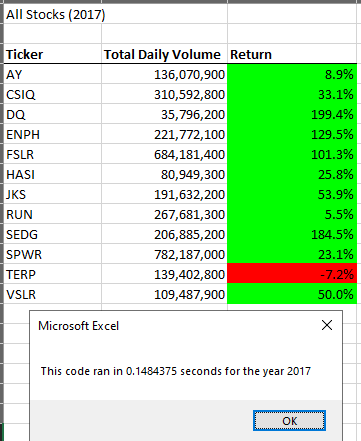 All Stocks (2017)
Ticker Total Daily Volume Return
AY 136,070,900 8.9%
CSIQ 310,592,800 33.1%
DQ 35,796,200 199.4%
ENPH 221,772,100 129.5%
FSLR 684,181,400 101.3%
HASI 80,949,300 25.8%
JKS 191,632,200 53.9%
RUN 267,681,300 5.5%
SEDG 206,885,200 184.5%
SPWR 782,187,000 23.1%
TERP 139,402,800 -7.2%
VSLR 109,487,900 50.0%
Microsoft Excel
This code ran in 0.1484375 seconds for the year 2017
OK